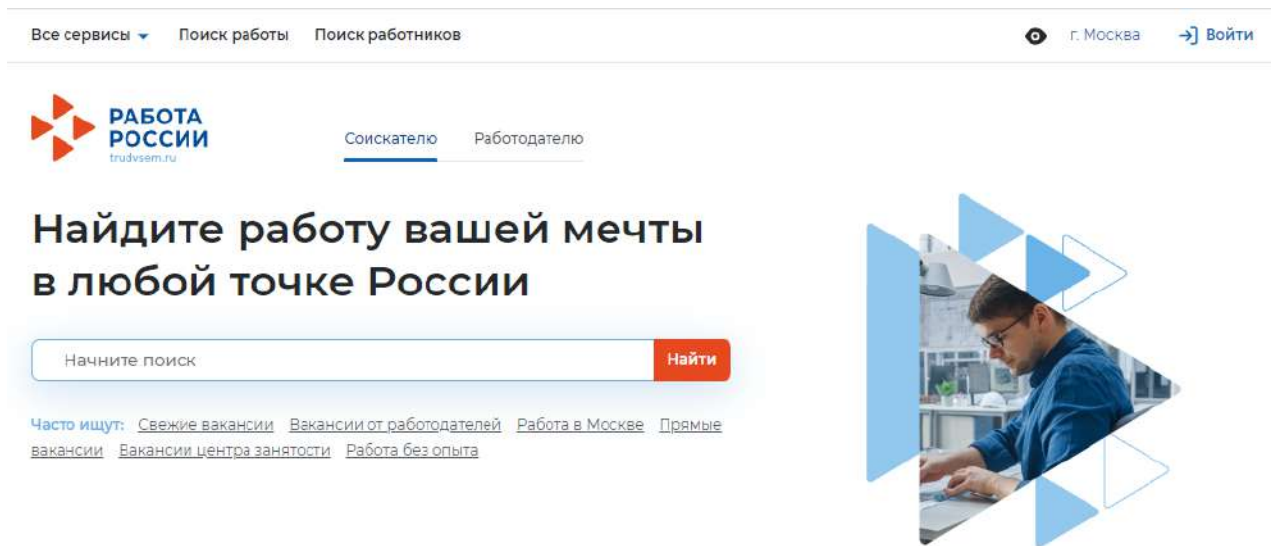 Все сервисы Поиск работы Поиск работников г. Москва Войти
РАБОТА
РОССИИ
trudvsem.ru
Соискателю Работодателю
Найдите работу вашей мечты
в любой точке России
Начните поиск Найти
Часто ищут: Свежие вакансии Вакансии от работодателей Работа в Москве Прямые
вакансии Вакансии центра занятости Работа без опыта